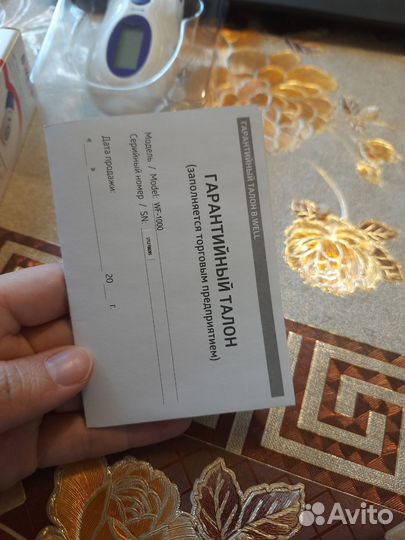 ГАРАНТИЙНЫЙ ТАЛОН B.WELL
ГАРАНТИЙНЫЙ ТАЛОН
(заполняется торговым предприятием)
Модель / Model: WF-1000
Серийный номер / SN:
Дата продажи:
« » 20 г.
Avito